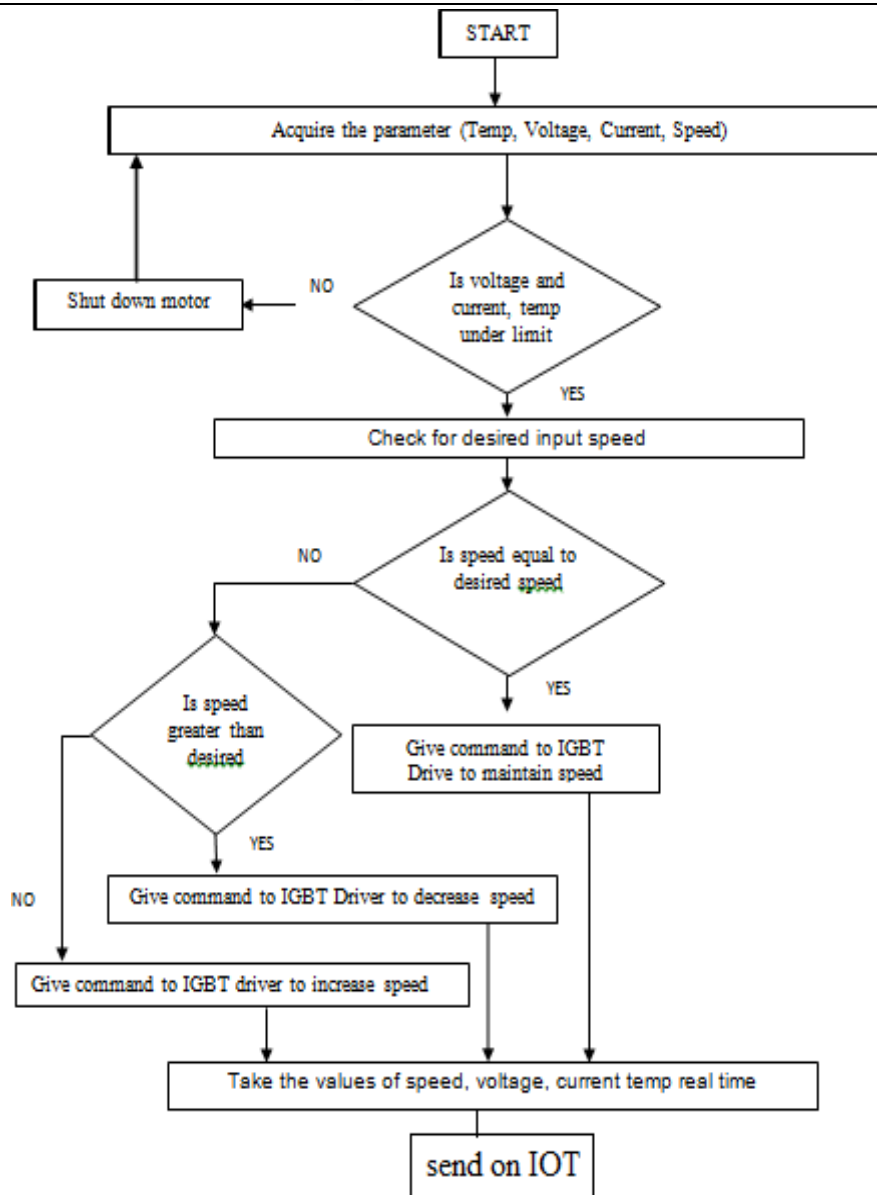 START
Acquire the parameter (Temp, Voltage, Current, Speed)
Is voltage and
current, temp
under limit
NO
Shut down motor
YES
Check for desired input speed
Is speed equal to
desired speed
NO
YES
Is speed
greater than
desired
Give command to IGBT
Drive to maintain speed
YES
Give command to IGBT Driver to decrease speed
NO
Give command to IGBT driver to increase speed
Take the values of speed, voltage, current temp real time
send on IOT